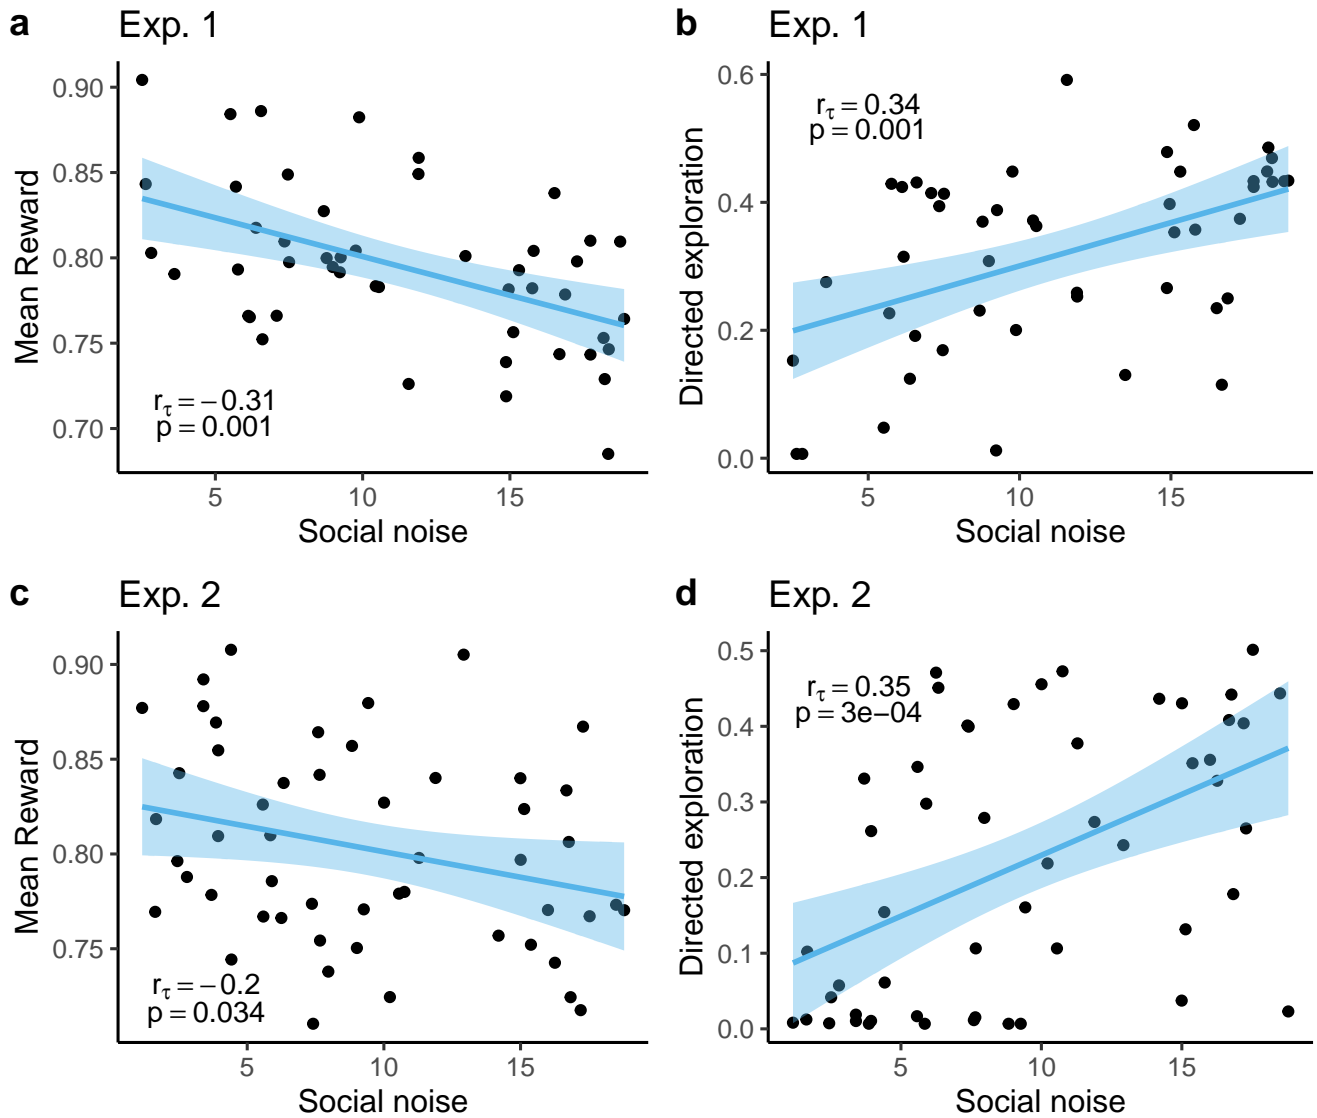 a Exp. 1
0.90
0.85
0.80
0.75
0.70
Mean Reward
rτ = −0.31
p = 0.001
5 10 15
Social noise
b Exp. 1
0.6
0.4
0.2
0.0
Directed exploration
rτ = 0.34
p = 0.001
5 10 15
Social noise
c Exp. 2
0.90
0.85
0.80
0.75
Mean Reward
rτ = −0.2
p = 0.034
5 10 15
Social noise
d Exp. 2
0.5
0.4
0.3
0.2
0.1
0.0
Directed exploration
rτ = 0.35
p = 3e−04
5 10 15
Social noise